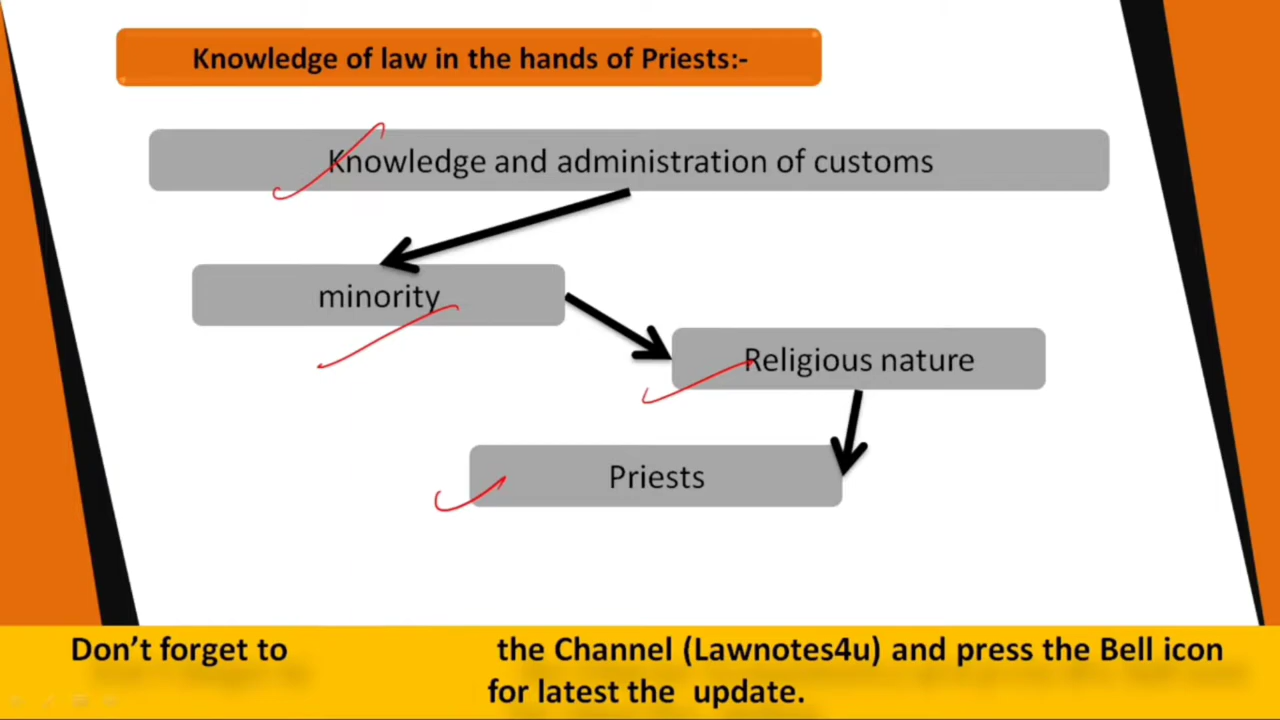 Knowledge of law in the hands of Priests:-
Knowledge and administration of customs
minority
Religious nature
Priests
Don't forget to the Channel (Lawnotes4u) and press the Bell icon
for latest the update.